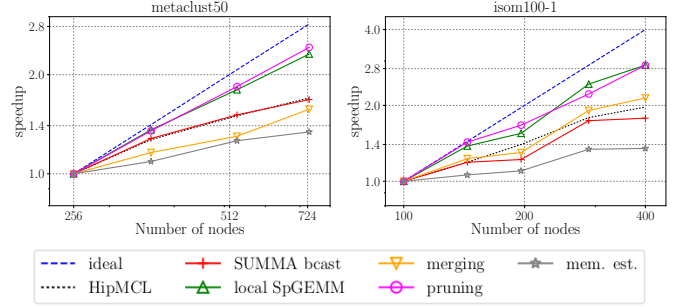 metaclust50
2.8
2.0
1.4
1.0
speedup
256
512
724
Number of nodes
isom100-1
4.0
2.8
2.0
1.4
1.0
speedup
100
200
400
Number of nodes
ideal
SUMMA bcast
merging
mem. est.
HipMCL
local SpGEMM
pruning